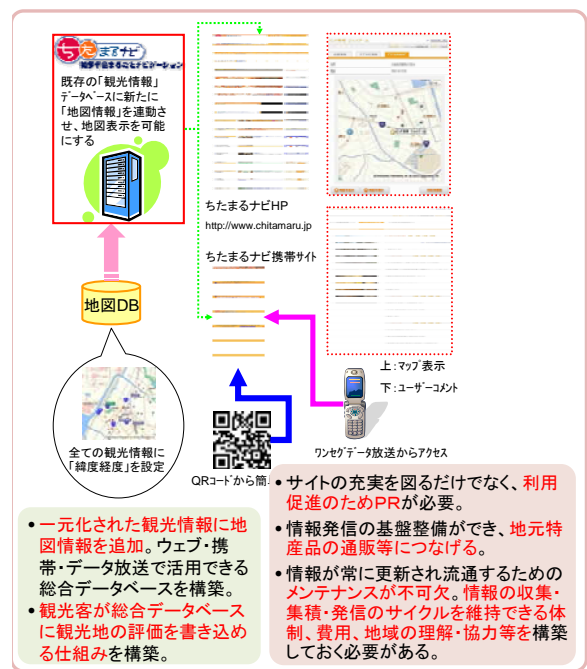 ちたまるナビ
知多半島まるごとナビゲーション
既存の「観光情報」
データベースに新たに
「地図情報」を連動さ
せ、地図表示を可能
にする
ちたまるナビHP
http://www.chitamaru.jp
ちたまるナビ携帯サイト
地図DB
上:マップ表示
下:ユーザーコメント
全ての観光情報に
「緯度経度」を設定
QRコードから簡
ワンセグデータ放送からアクセス
•一元化された観光情報に地
図情報を追加。ウェブ・携
帯・データ放送で活用できる
総合データベースを構築。
•観光客が総合データベース
に観光地の評価を書き込め
る仕組みを構築。
•サイトの充実を図るだけでなく、利用
促進のためPRが必要。
•情報発信の基盤整備ができ、地元特
産品の通販等につなげる。
•情報が常に更新され流通するための
メンテナンスが不可欠。情報の収集・
集積・発信のサイクルを維持できる体
制、費用、地域の理解・協力等を構築
しておく必要がある。